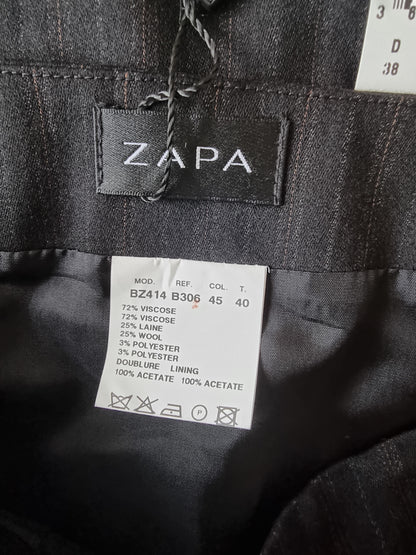 3 8
D
38
ZAPA
MOD. REF. COL. T.
BZ414 B306 45 40
72% VISCOSE
72% VISCOSE
25% LAINE
25% WOOL
3% POLYESTER
3% POLYESTER
DOUBLURE LINING
100% ACETATE 100% ACETATE
P